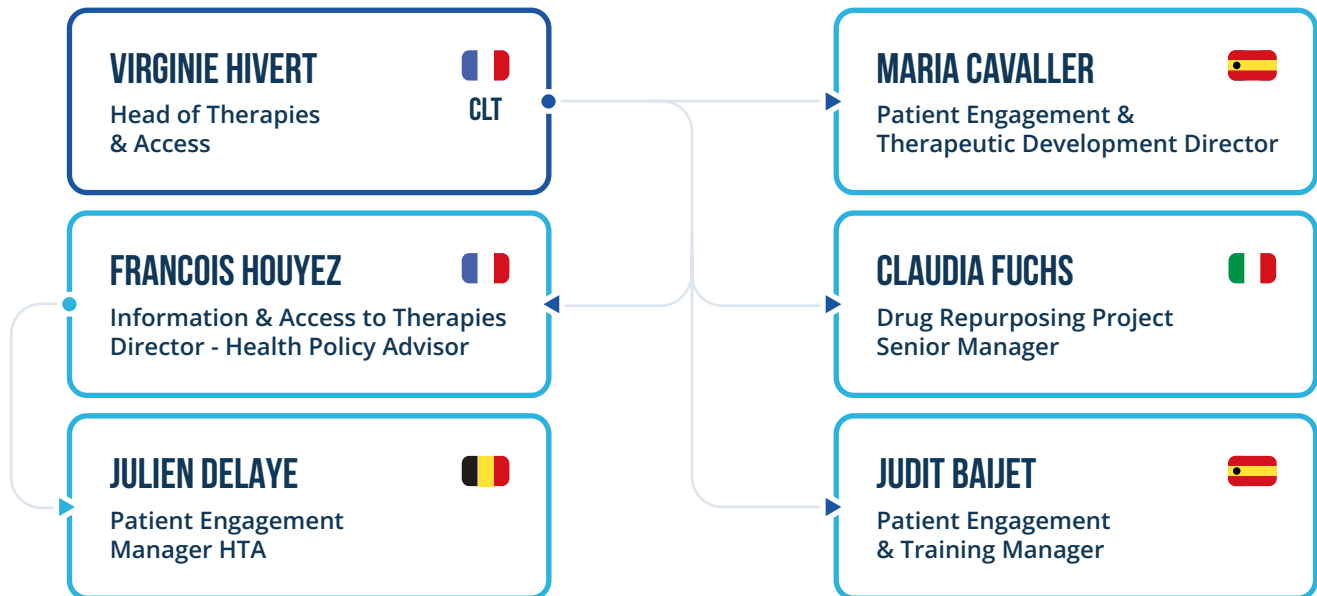 VIRGINIE HIVERT
CLT
Head of Therapies
& Access
MARIA CAVALLER
Patient Engagement &
Therapeutic Development Director
FRANCOIS HOUYEZ
Information & Access to Therapies
Director - Health Policy Advisor
CLAUDIA FUCHS
Drug Repurposing Project
Senior Manager
JULIEN DELAYE
Patient Engagement
Manager HTA
JUDIT BAIJET
Patient Engagement
& Training Manager